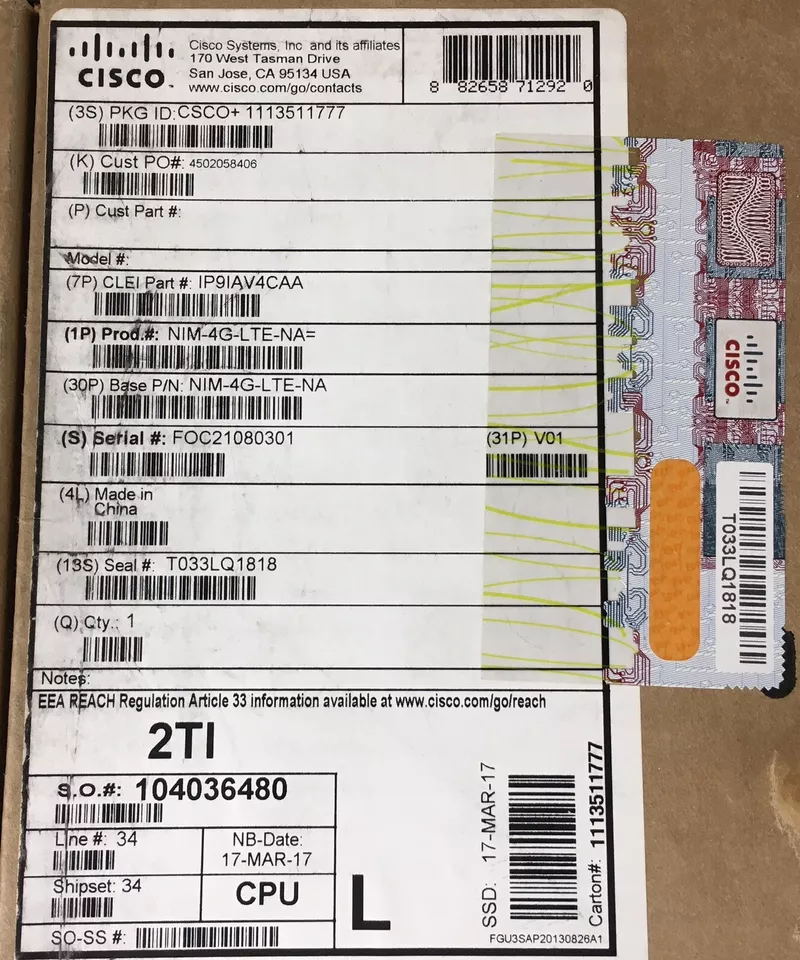 CISCO
Cisco Systems, Inc and its affiliates
170 West Tasman Drive
San Jose, CA 95134 USA
www.cisco.com/go/contacts
8 82658 71292 0
(3S) PKG ID:CSCO+ 1113511777
(K) Cust PO#: 4502058406
(P) Cust Part #:
Model #:
(7P) CLEI Part #: IP9IAV4CAA
(1P) Prod.#: NIM-4G-LTE-NA=
(30P) Base P/N: NIM-4G-LTE-NA
(S) Serial #: FOC21080301
(31P) V01
(4L) Made in
China
(13S) Seal #: T033LQ1818
(Q) Qty.: 1
Notes:
EEA REACH Regulation Article 33 information available at www.cisco.com/go/reach
2TI
S.O.#: 104036480
Line #: 34
NB-Date:
17-MAR-17
Shipset: 34
CPU
SO-SS #:
L
SSD: 17-MAR-17
Carton#: 1113511777
FGU3SAP20130826A1
CISCO
T033LQ1818